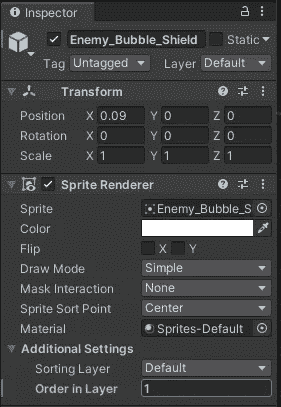 Inspector
Enemy_Bubble_Shield Static
Tag Untagged Layer Default
Transform
Position X 0.09 Y 0 Z 0
Rotation X 0 Y 0 Z 0
Scale X 1 Y 1 Z 1
Sprite Renderer
Sprite Enemy_Bubble_S
Color
Flip X Y
Draw Mode Simple
Mask Interaction None
Sprite Sort Point Center
Material Sprites-Default
Additional Settings
Sorting Layer Default
Order in Layer 1